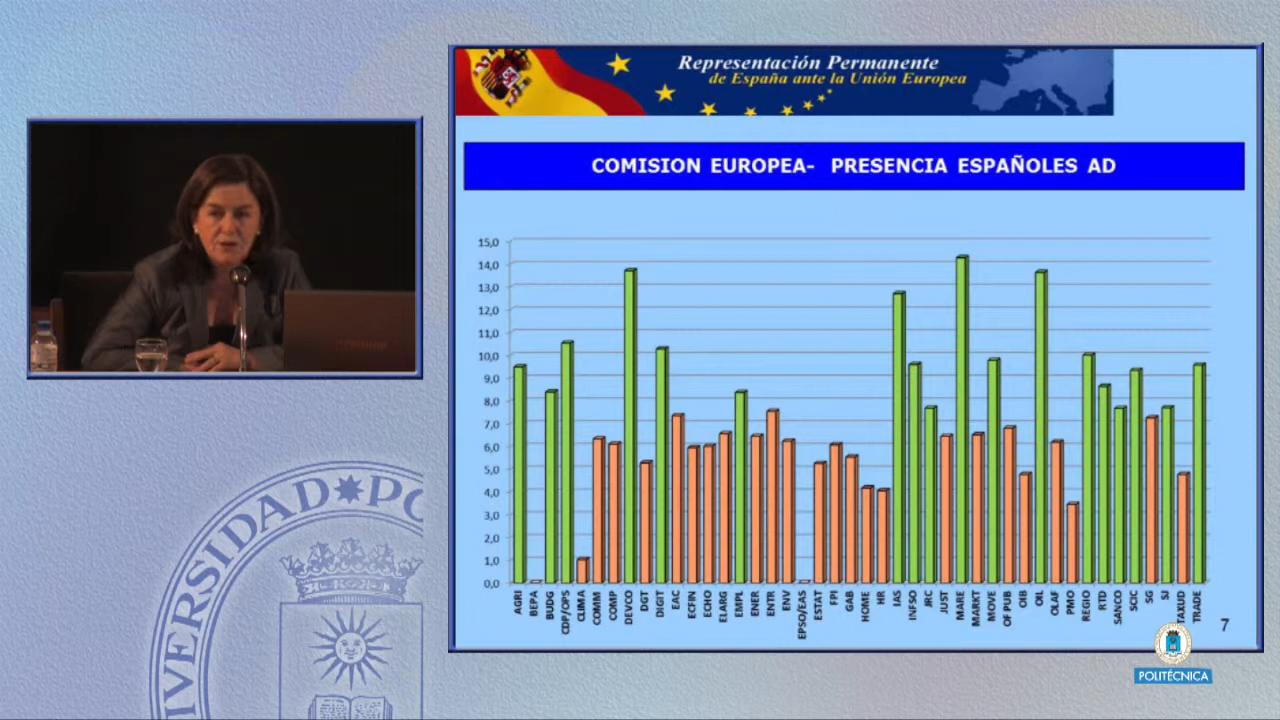 Representación Permanente
de España ante la Unión Europea
COMISION EUROPEA- PRESENCIA ESPAÑOLES AD
15,0
14,0
13,0
12,0
11,0
10,0
9,0
8,0
7,0
6,0
5,0
4,0
3,0
2,0
1,0
0,0
AGRI
BEPA
BUDG
CDP/OPS
CLIMA
COMM
COMP
DEVCO
DGT
DIGIT
EAC
ECFIN
ECHO
ELARG
EMPL
ENER
ENTR
ENV
EPSO/EAS
ESTAT
FPI
GAB
HOME
HR
IAS
INFSO
JRC
JUST
MARE
MARKT
MOVE
OF PUB
OIB
OIL
OLAF
PMO
REGIO
RTD
SANCO
SCIC
SG
SJ
TAXUD
TRADE
7
POLITÉCNICA
VERSIDAD PO